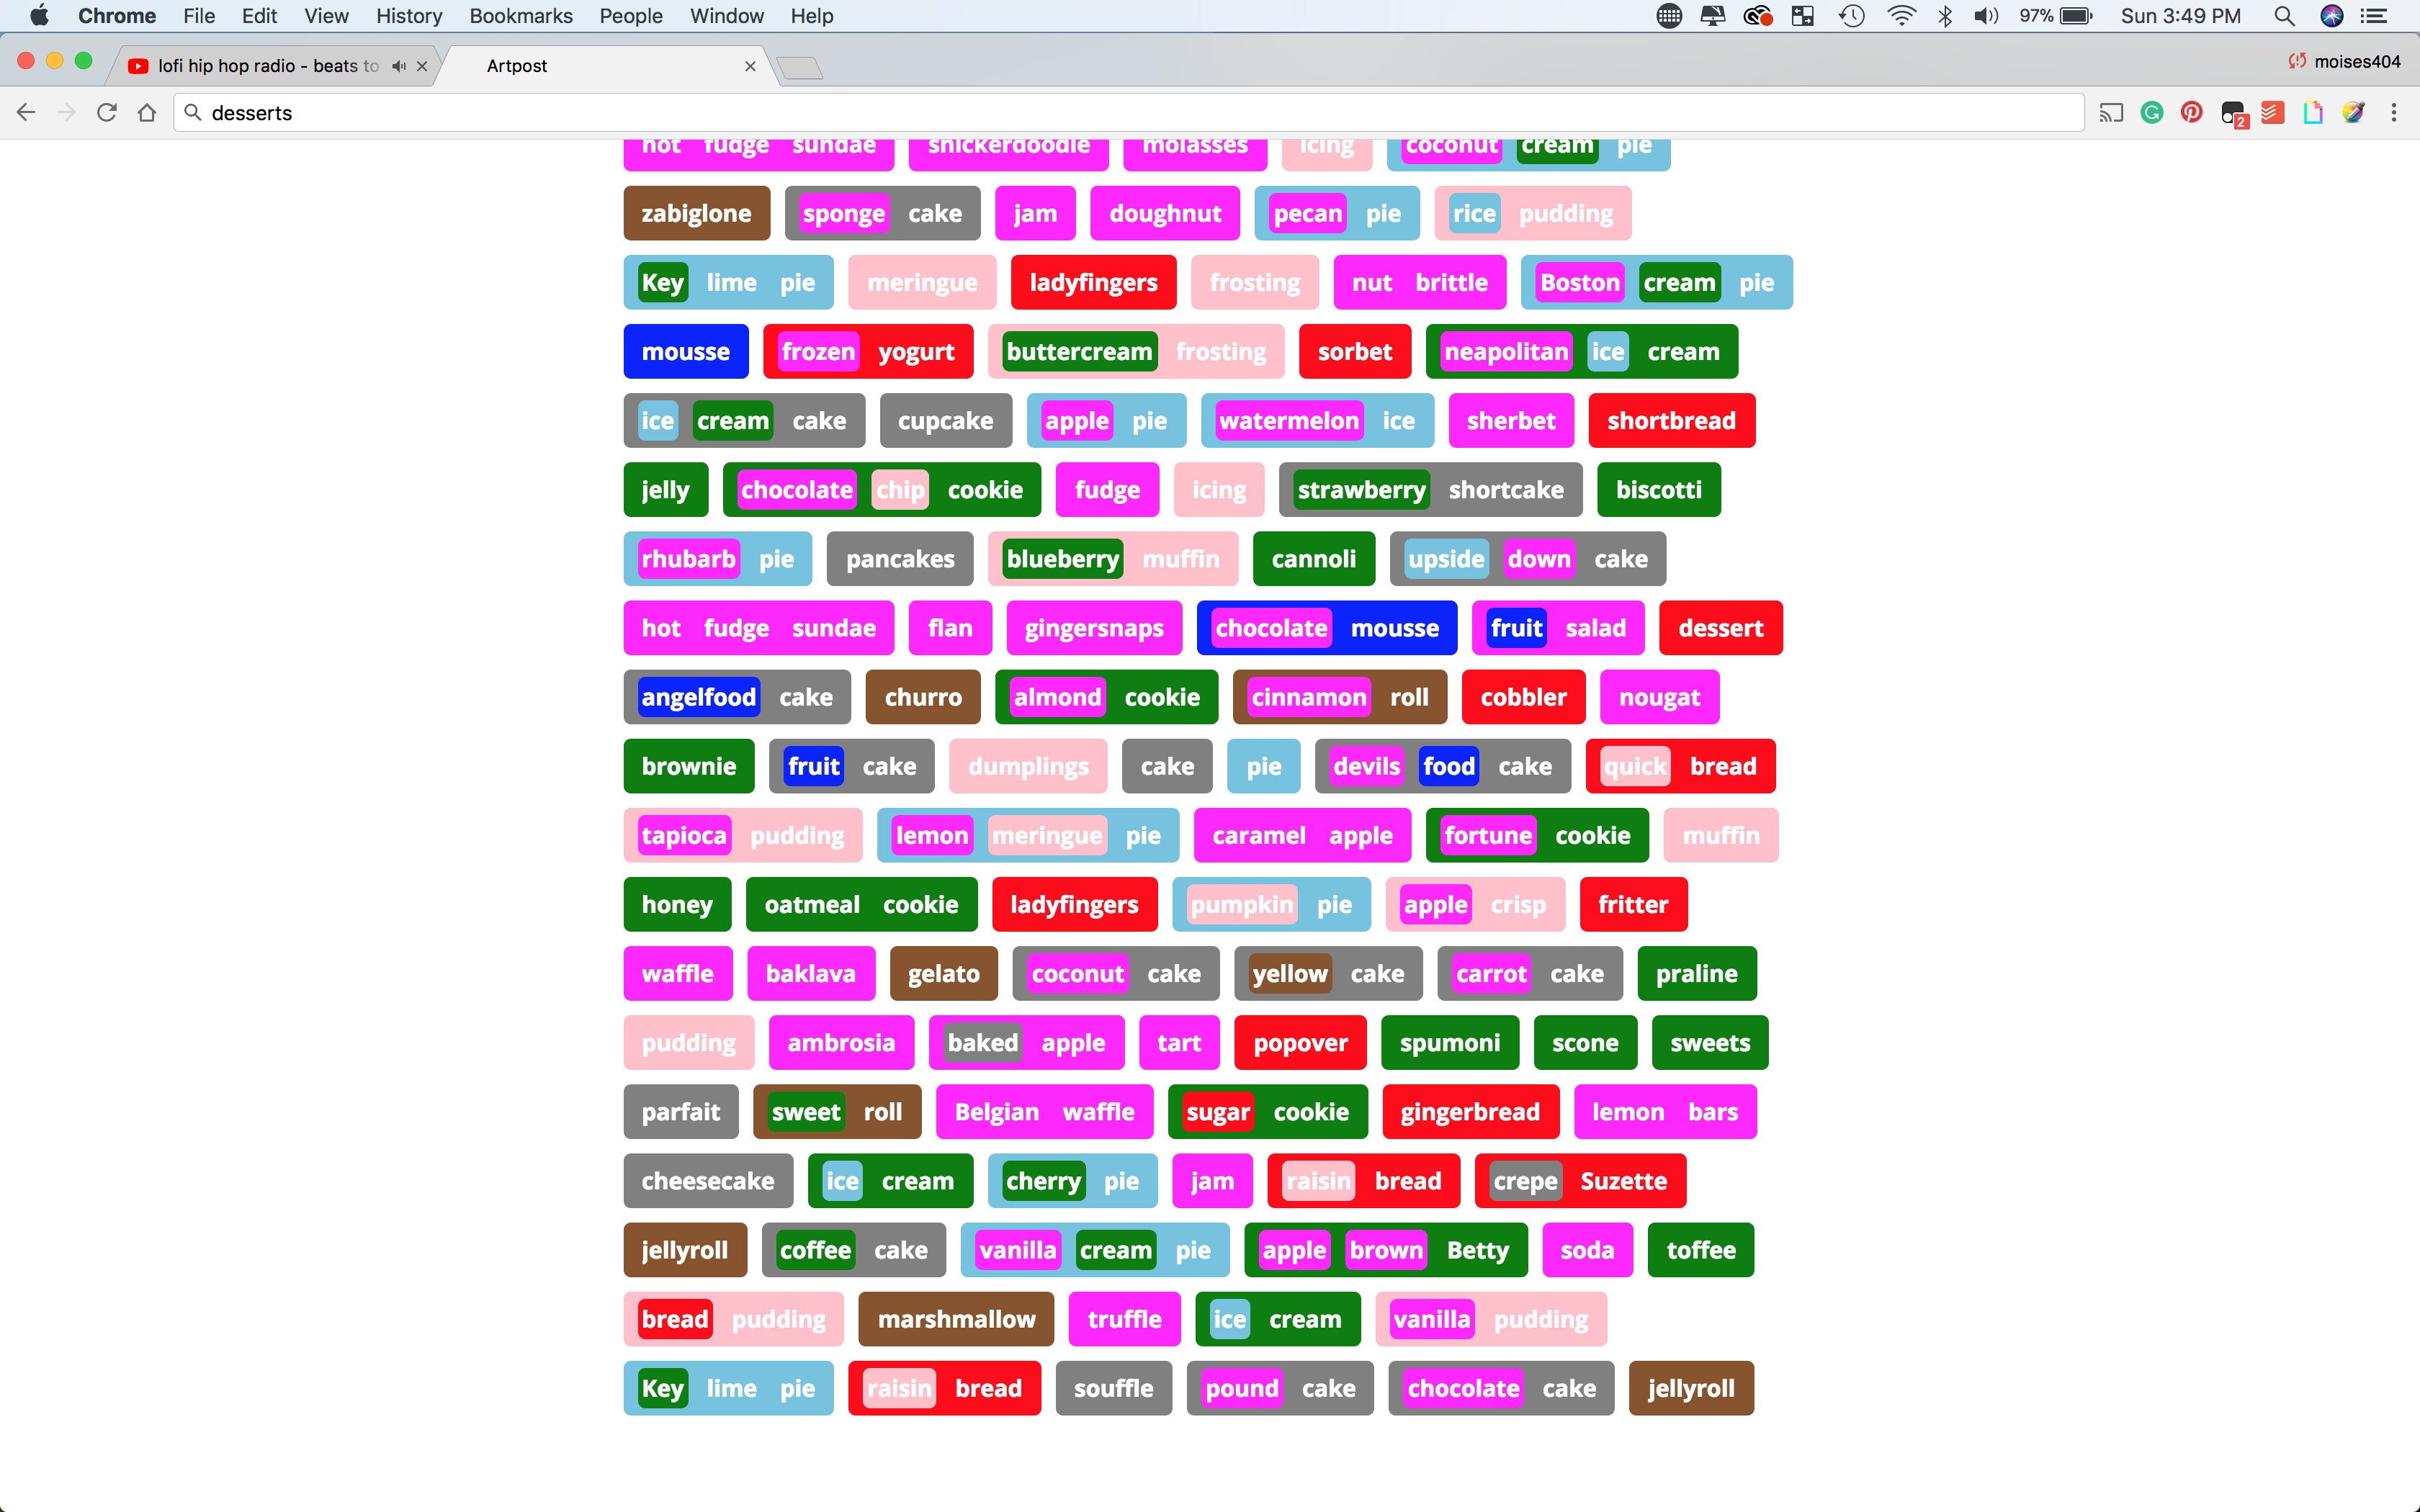 Chrome File Edit View History Bookmarks People Window Help 97% Sun 3:49 PM
lofi hip hop radio - beats to Artpost moises404
desserts 2
hot fudge sundae snickerdoodle molasses icing coconut cream pie
zabiglone sponge cake jam doughnut pecan pie rice pudding
Key lime pie meringue ladyfingers frosting nut brittle Boston cream pie
mousse frozen yogurt buttercream frosting sorbet neapolitan ice cream
ice cream cake cupcake apple pie watermelon ice sherbet shortbread
jelly chocolate chip cookie fudge icing strawberry shortcake biscotti
rhubarb pie pancakes blueberry muffin cannoli upside down cake
hot fudge sundae flan gingersnaps chocolate mousse fruit salad dessert
angelfood cake churro almond cookie cinnamon roll cobbler nougat
brownie fruit cake dumplings cake pie devils food cake quick bread
tapioca pudding lemon meringue pie caramel apple fortune cookie muffin
honey oatmeal cookie ladyfingers pumpkin pie apple crisp fritter
waffle baklava gelato coconut cake yellow cake carrot cake praline
pudding ambrosia baked apple tart popover spumoni scone sweets
parfait sweet roll Belgian waffle sugar cookie gingerbread lemon bars
cheesecake ice cream cherry pie jam raisin bread crepe Suzette
jellyroll coffee cake vanilla cream pie apple brown Betty soda toffee
bread pudding marshmallow truffle ice cream vanilla pudding
Key lime pie raisin bread souffle pound cake chocolate cake jellyroll